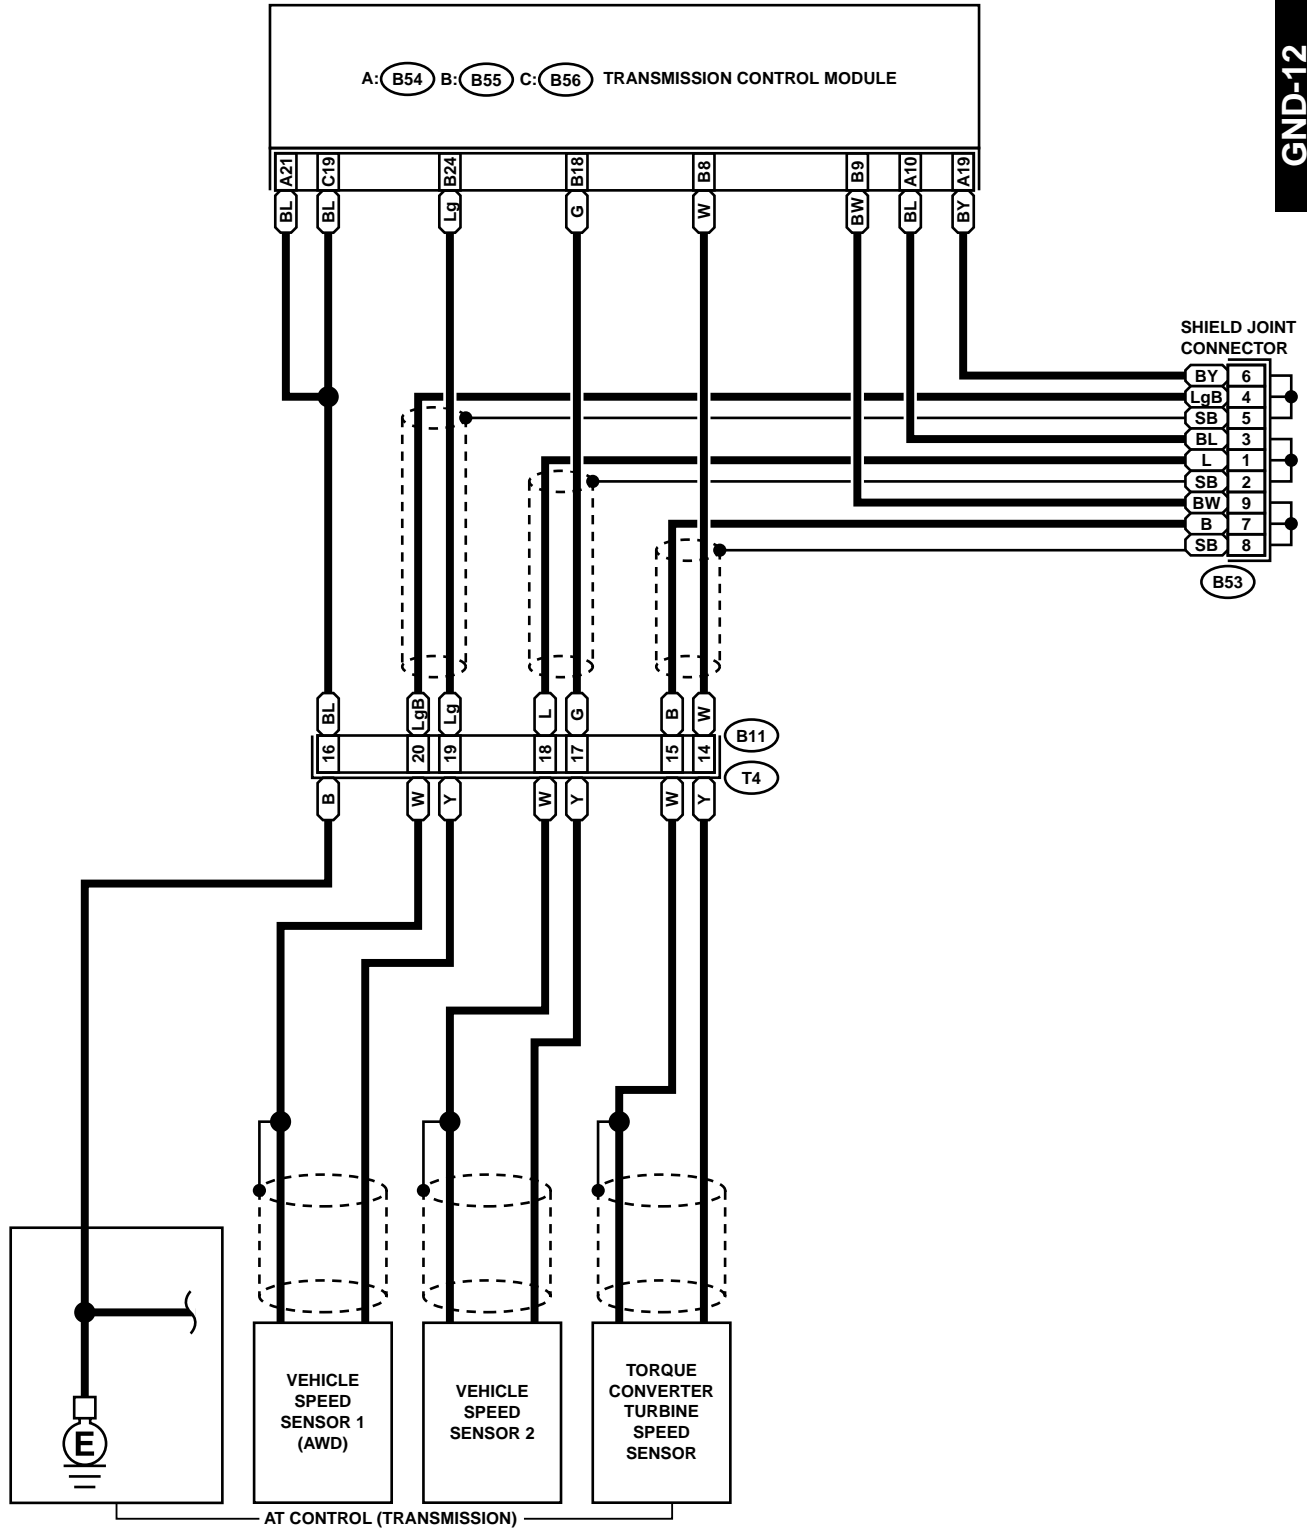 GND-12
A: B54 B: B55 C: B56 TRANSMISSION CONTROL MODULE
A21 C19 B24 B18 B8 B9 A10 A19
BL BL Lg G W BW BL BY
SHIELD JOINT
CONNECTOR
BY 6
LgB 4
SB 5
BL 3
L 1
SB 2
BW 9
B 7
SB 8
B53
BL LgB Lg L G B W
B11
16 20 19 18 17 15 14
T4
B W Y W Y W Y
E
VEHICLE
SPEED
SENSOR 1
(AWD)
VEHICLE
SPEED
SENSOR 2
TORQUE
CONVERTER
TURBINE
SPEED
SENSOR
AT CONTROL (TRANSMISSION)